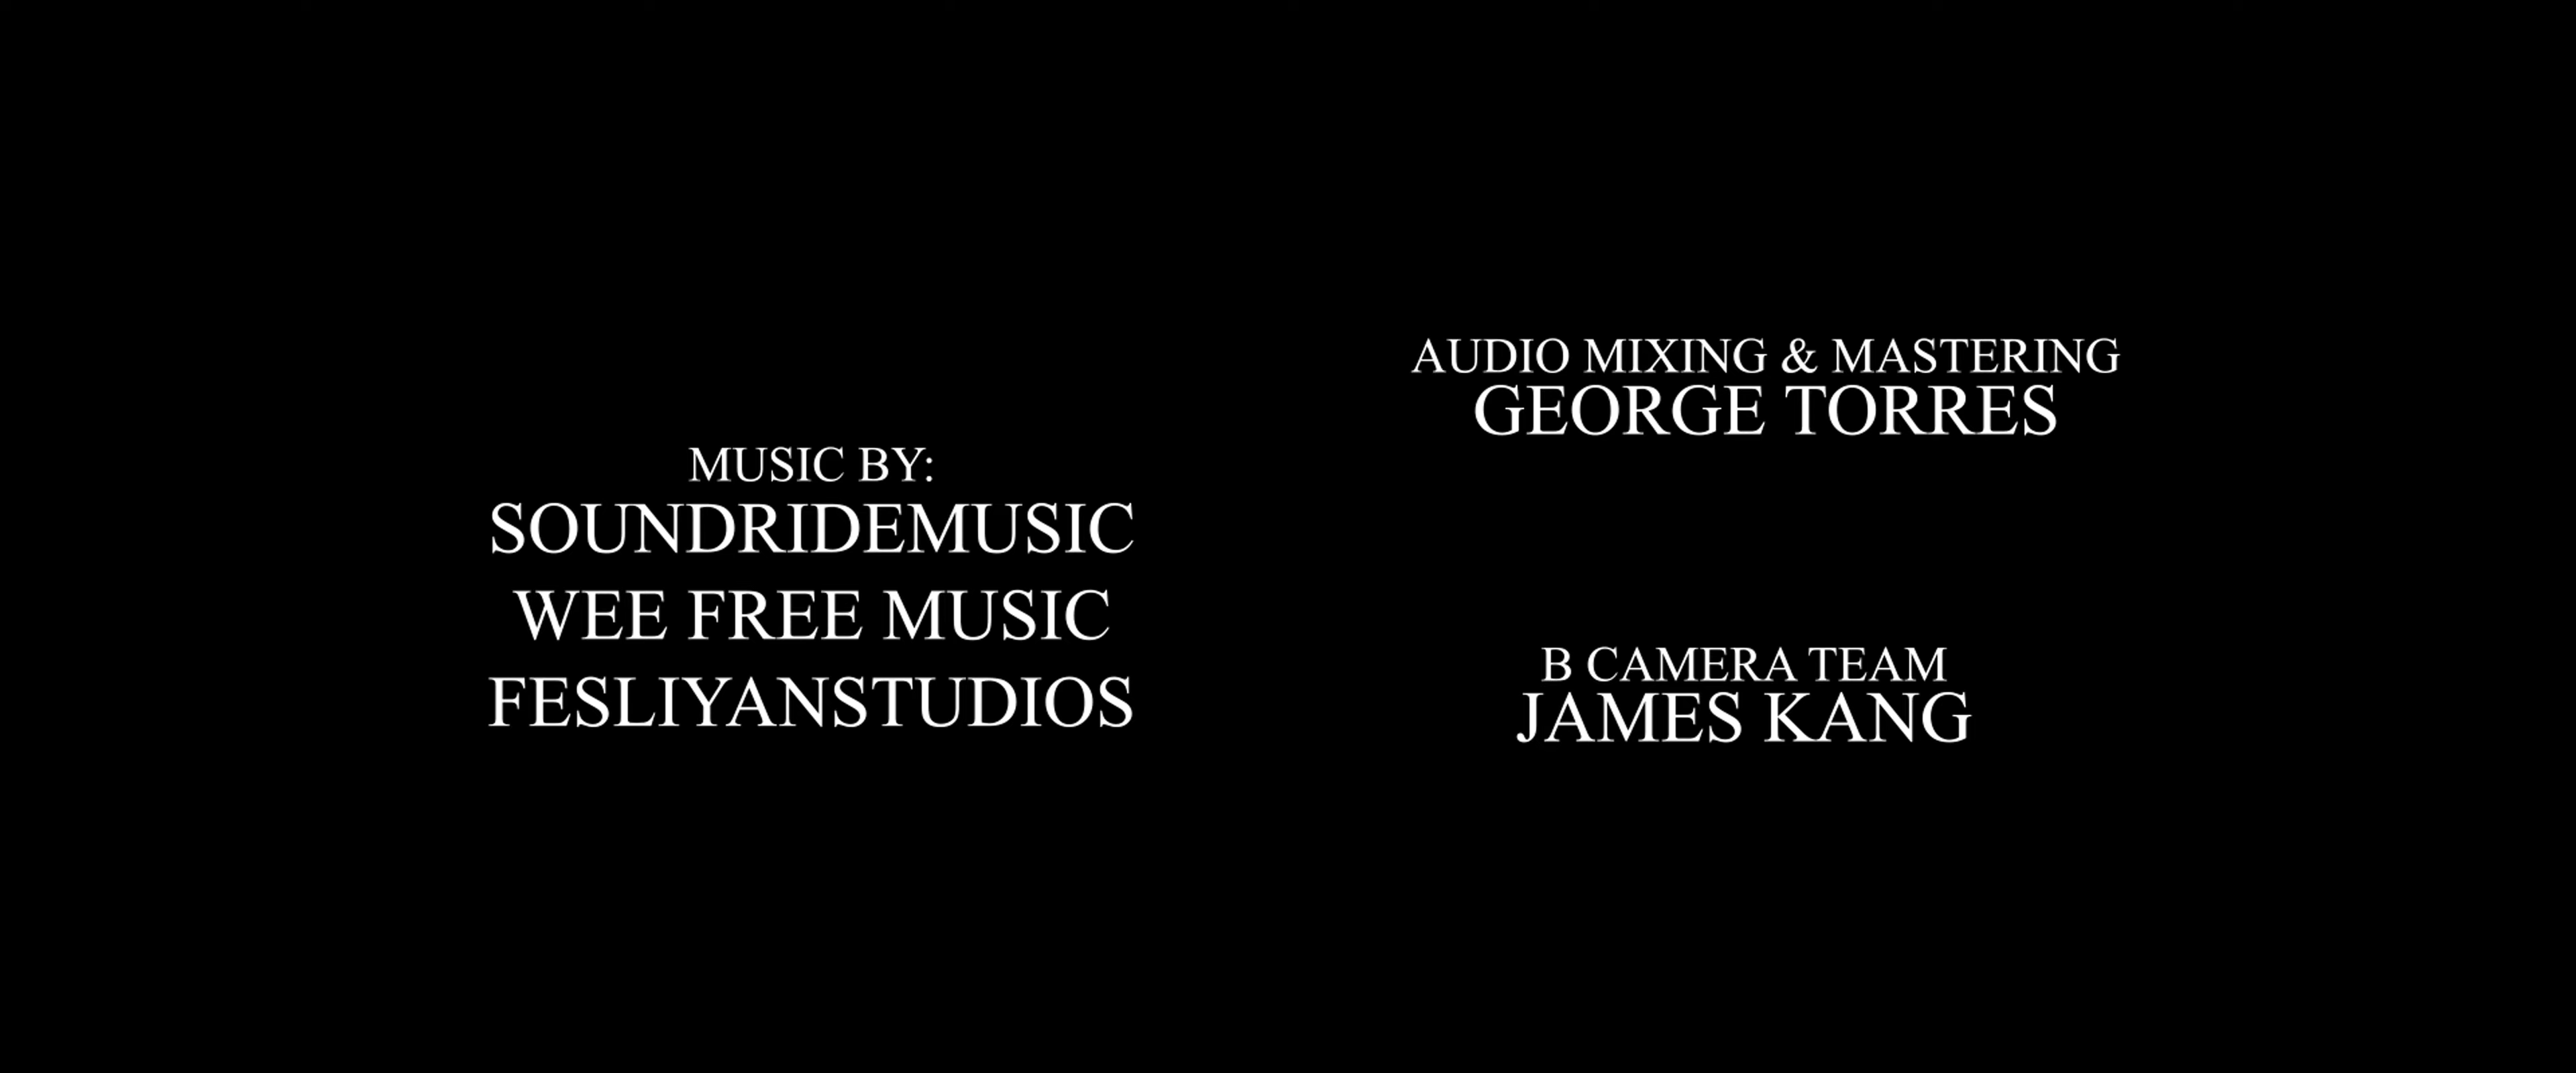 MUSIC BY:
SOUNDRIDEMUSIC
WEE FREE MUSIC
FESLIYANSTUDIOS
AUDIO MIXING & MASTERING
GEORGE TORRES
B CAMERA TEAM
JAMES KANG